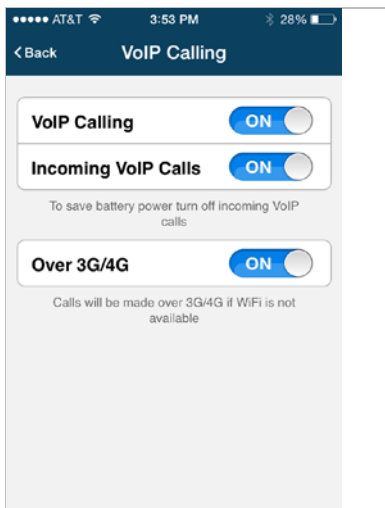 AT&T 3:53 PM 28%
Back VoIP Calling
VoIP Calling ON
Incoming VoIP Calls ON
To save battery power turn off incoming VoIP
calls
Over 3G/4G ON
Calls will be made over 3G/4G if WiFi is not
available